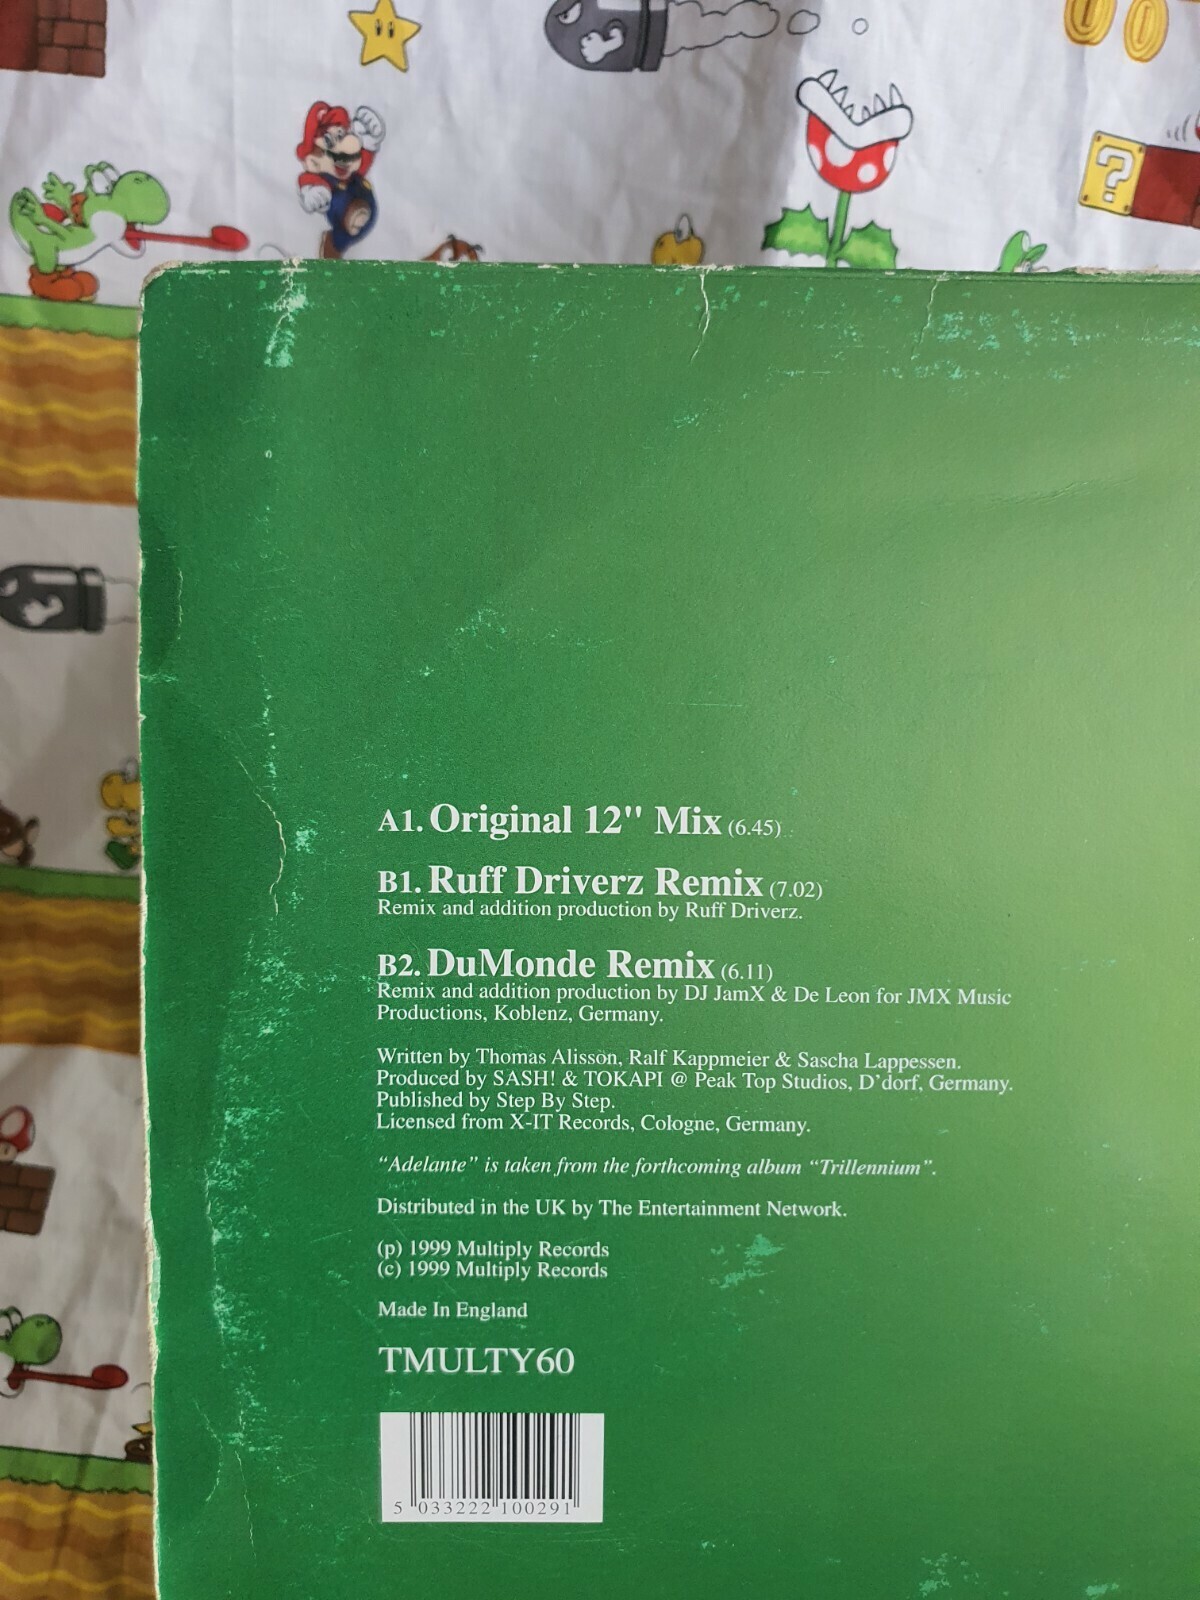 ?
A1. Original 12" Mix (6.45)
B1. Ruff Driverz Remix (7.02)
Remix and addition production by Ruff Driverz.
B2. DuMonde Remix (6.11)
Remix and addition production by DJ JamX & De Leon for JMX Music
Productions, Koblenz, Germany.
Written by Thomas Alisson, Ralf Kappmeier & Sascha Lappessen.
Produced by SASH! & TOKAPI @ Peak Top Studios, D'dorf, Germany.
Published by Step By Step.
Licensed from X-IT Records, Cologne, Germany.
“Adelante” is taken from the forthcoming album “Trillennium”.
Distributed in the UK by The Entertainment Network.
(p) 1999 Multiply Records
(c) 1999 Multiply Records
Made In England
TMULTY60
5 033222 100291